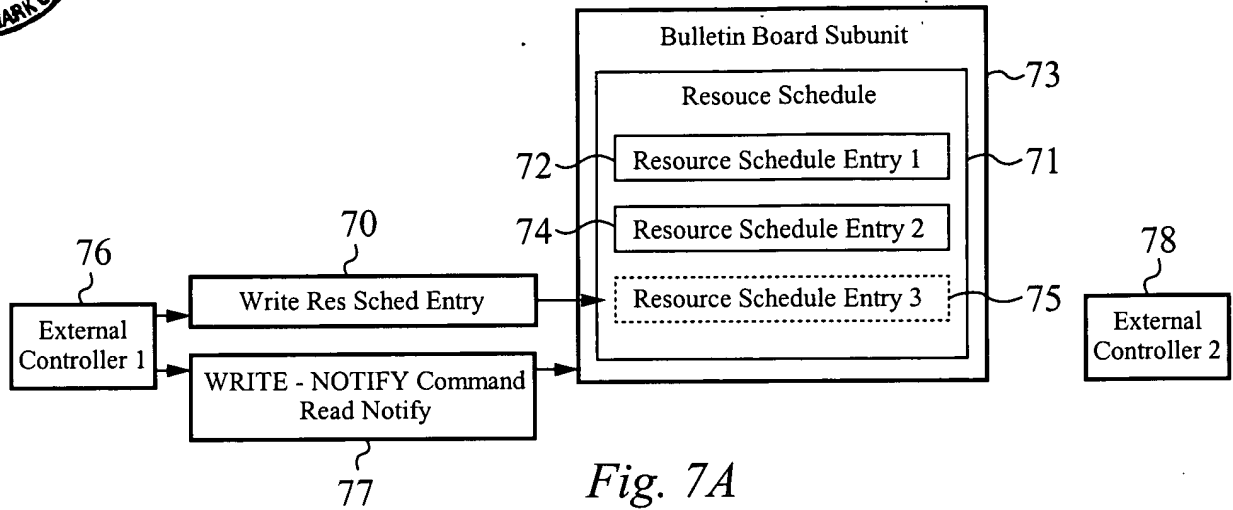 MARK
Bulletin Board Subunit
73
Resouce Schedule
72
Resource Schedule Entry 1
71
74
Resource Schedule Entry 2
70
76
78
Write Res Sched Entry
Resource Schedule Entry 3
75
External
Controller 1
External
Controller 2
WRITE - NOTIFY Command
Read Notify
77
Fig. 7A